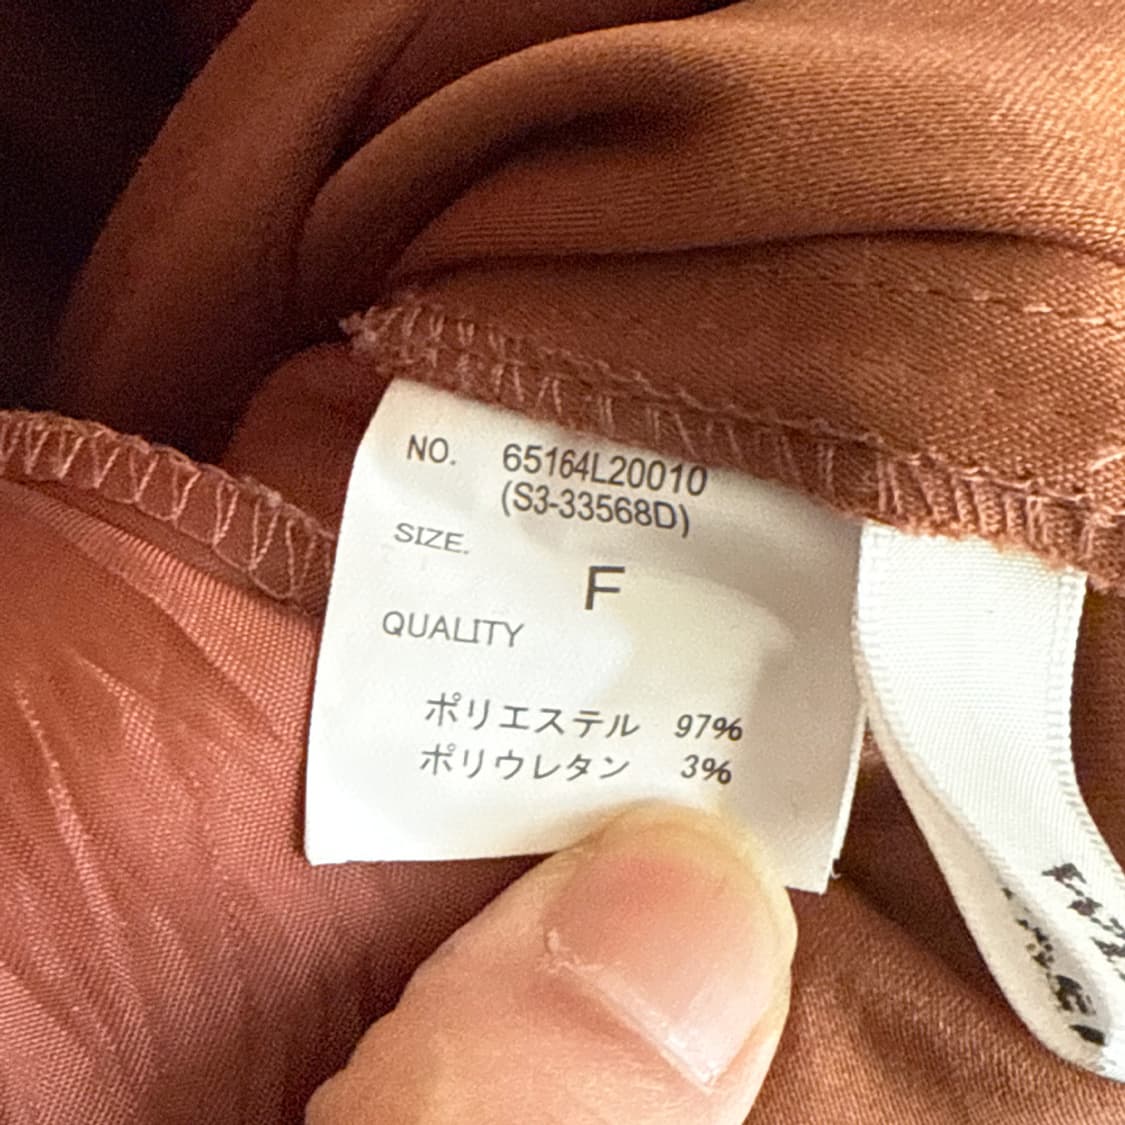 NO. 65164L20010
(S3-33568D)
SIZE.
F
QUALITY
ポリエステル 97%
ポリウレタン 3%